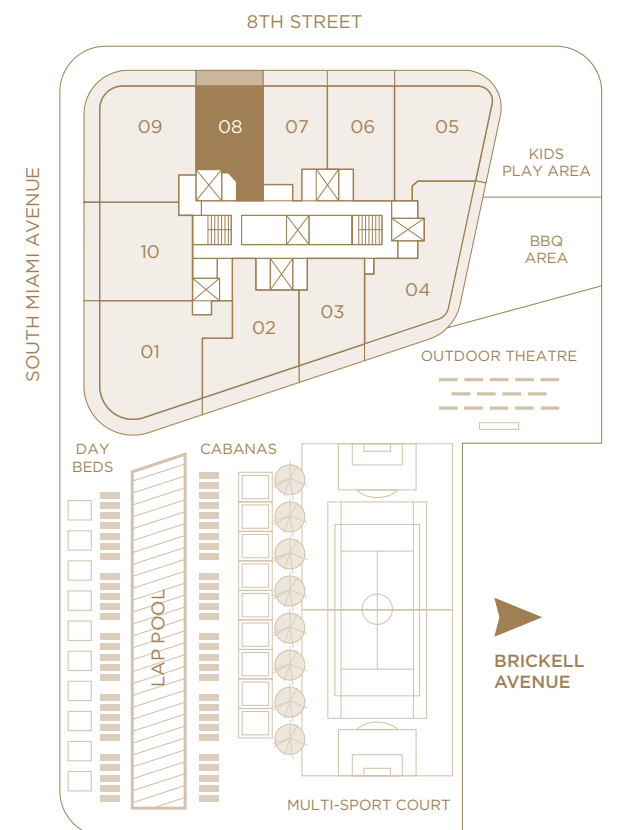 8TH STREET
SOUTH MIAMI AVENUE
09
08
07
06
05
KIDS
PLAY AREA
BBQ
AREA
10
04
03
02
01
OUTDOOR THEATRE
DAY
BEDS
CABANAS
LAP POOL
BRICKELL
AVENUE
MULTI-SPORT COURT